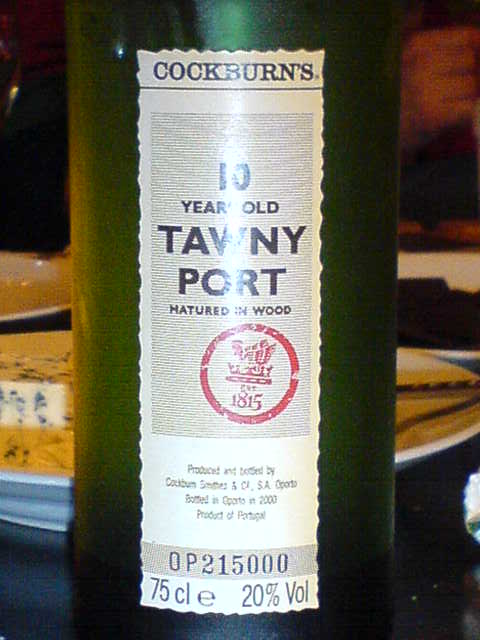 COCKBURN'S
10
YEAR OLD
TAWNY
PORT
MATURED IN WOOD
EST
1815
Produced and bottled by
Cockburn Smithes & Cª, S.A. Oporto
Bottled in Oporto in 2000
Product of Portugal
OP215000
75 cl e 20% Vol